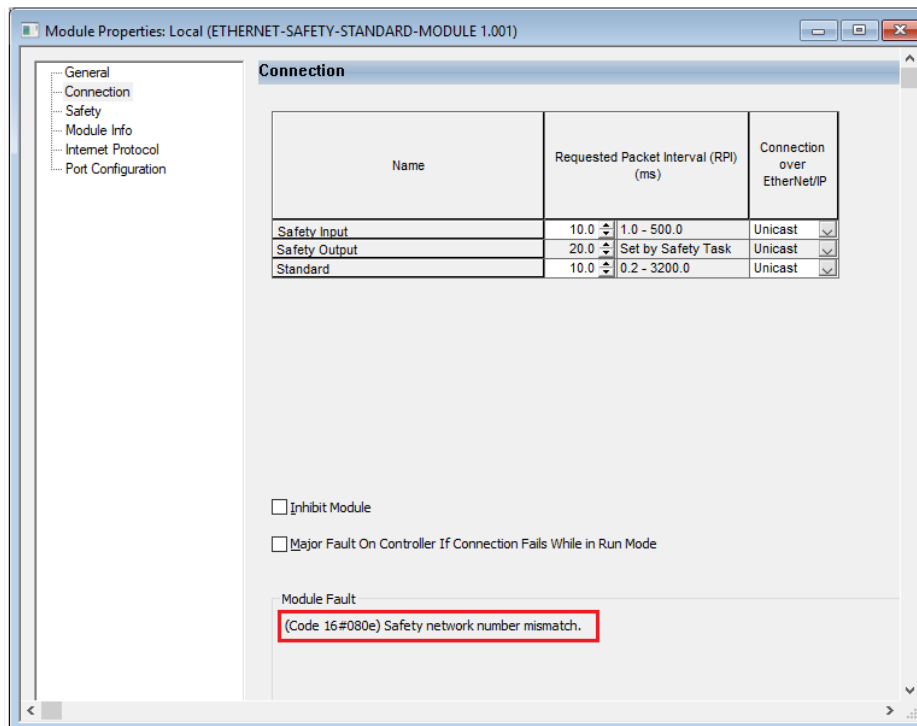 Module Properties: Local (ETHERNET-SAFETY-STANDARD-MODULE 1.001)
General
Connection
Safety
Module Info
Internet Protocol
Port Configuration
Connection
Name
Requested Packet Interval (RPI)
(ms)
Connection
over
EtherNet/IP
Safety Input 10.0 1.0 - 500.0 Unicast
Safety Output 20.0 Set by Safety Task Unicast
Standard 10.0 0.2 - 3200.0 Unicast
Inhibit Module
Major Fault On Controller If Connection Fails While in Run Mode
Module Fault
(Code 16#080e) Safety network number mismatch.